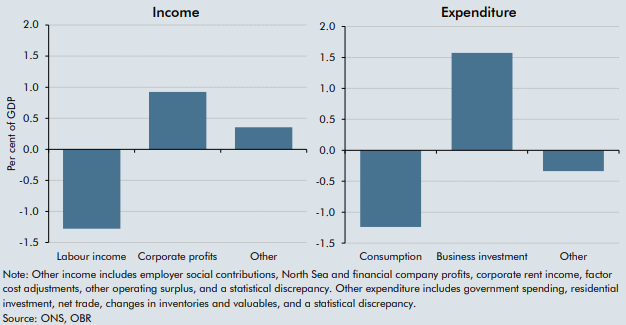 Income
Per cent of GDP
2.0
1.5
1.0
0.5
0.0
-0.5
-1.0
-1.5
Labour income Corporate profits Other
Expenditure
2.0
1.5
1.0
0.5
0.0
-0.5
-1.0
-1.5
Consumption Business investment Other
Note: Other income includes employer social contributions, North Sea and financial company profits, corporate rent income, factor
cost adjustments, other operating surplus, and a statistical discrepancy. Other expenditure includes government spending, residential
investment, net trade, changes in inventories and valuables, and a statistical discrepancy.
Source: ONS, OBR